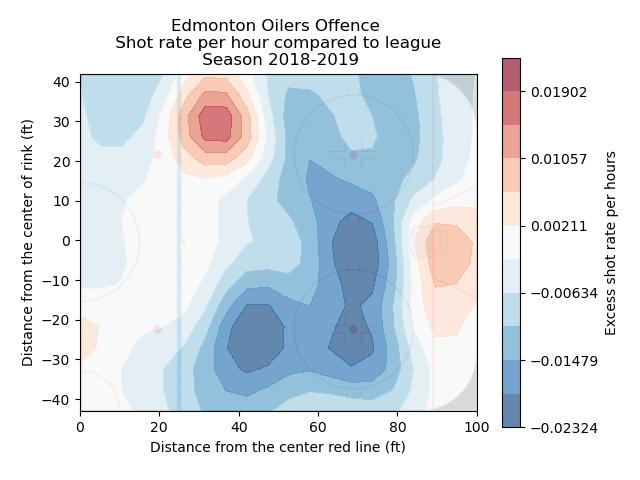 Edmonton Oilers Offence
Shot rate per hour compared to league
Season 2018-2019
40
30
20
10
0
−10
−20
−30
−40
Distance from the center of rink (ft)
0 20 40 60 80 100
Distance from the center red line (ft)
0.01902
0.01057
0.00211
−0.00634
−0.01479
−0.02324
Excess shot rate per hours